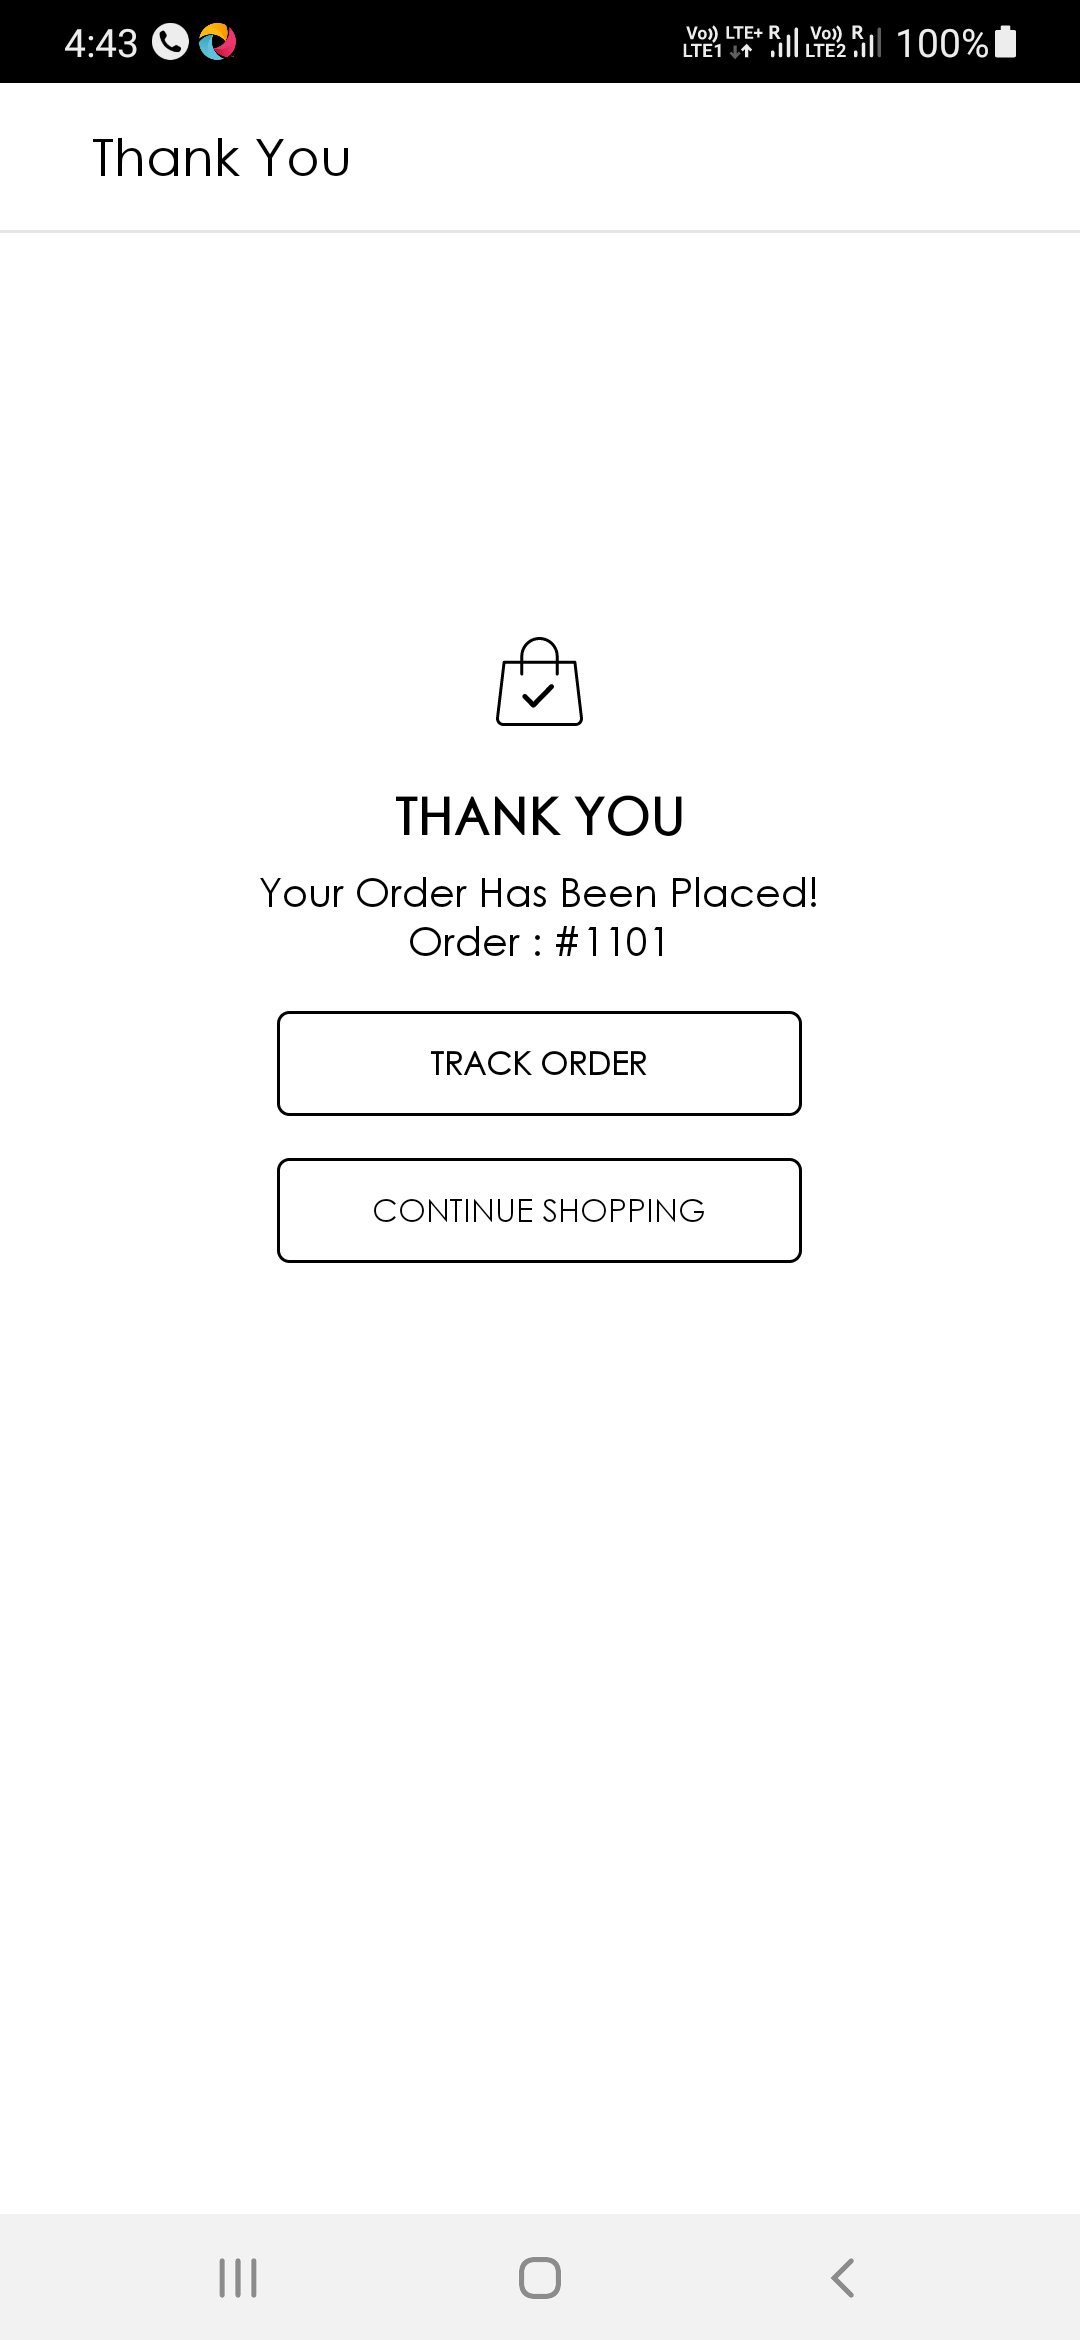 4:43 Vo)) LTE1 LTE+ R Vo)) LTE2 R 100%
Thank You
THANK YOU
Your Order Has Been Placed!
Order : #1101
TRACK ORDER
CONTINUE SHOPPING